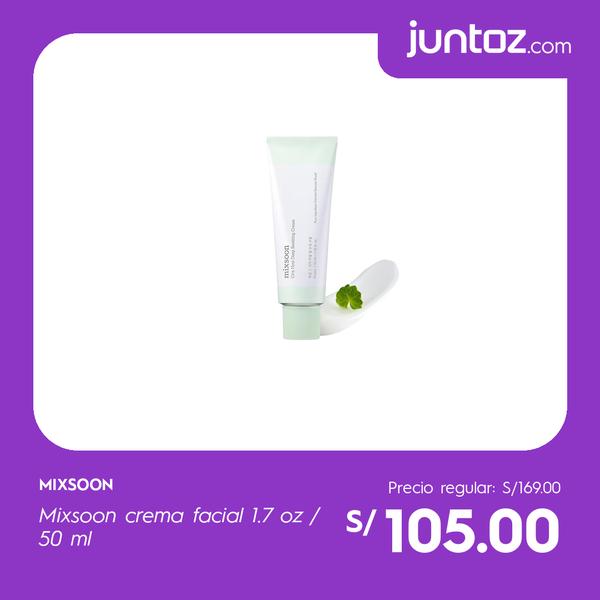 juntoz.com
mixsoon
MIXSOON
Precio regular: S/169.00
Mixsoon crema facial 1.7 oz /
50 ml
S/105.00